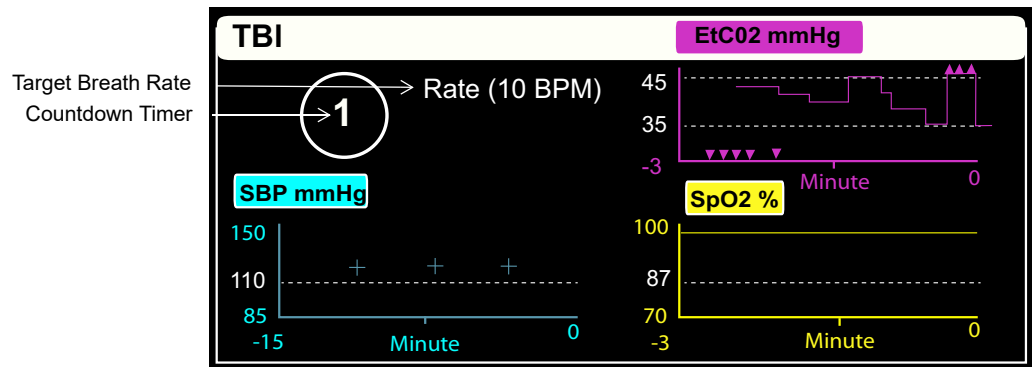 TBI
EtC02 mmHg
Target Breath Rate
Countdown Timer
Rate (10 BPM)
1
45
35
-3
Minute
0
SBP mmHg
150
110
85
-15
Minute
0
SpO2 %
100
87
70
-3
Minute
0